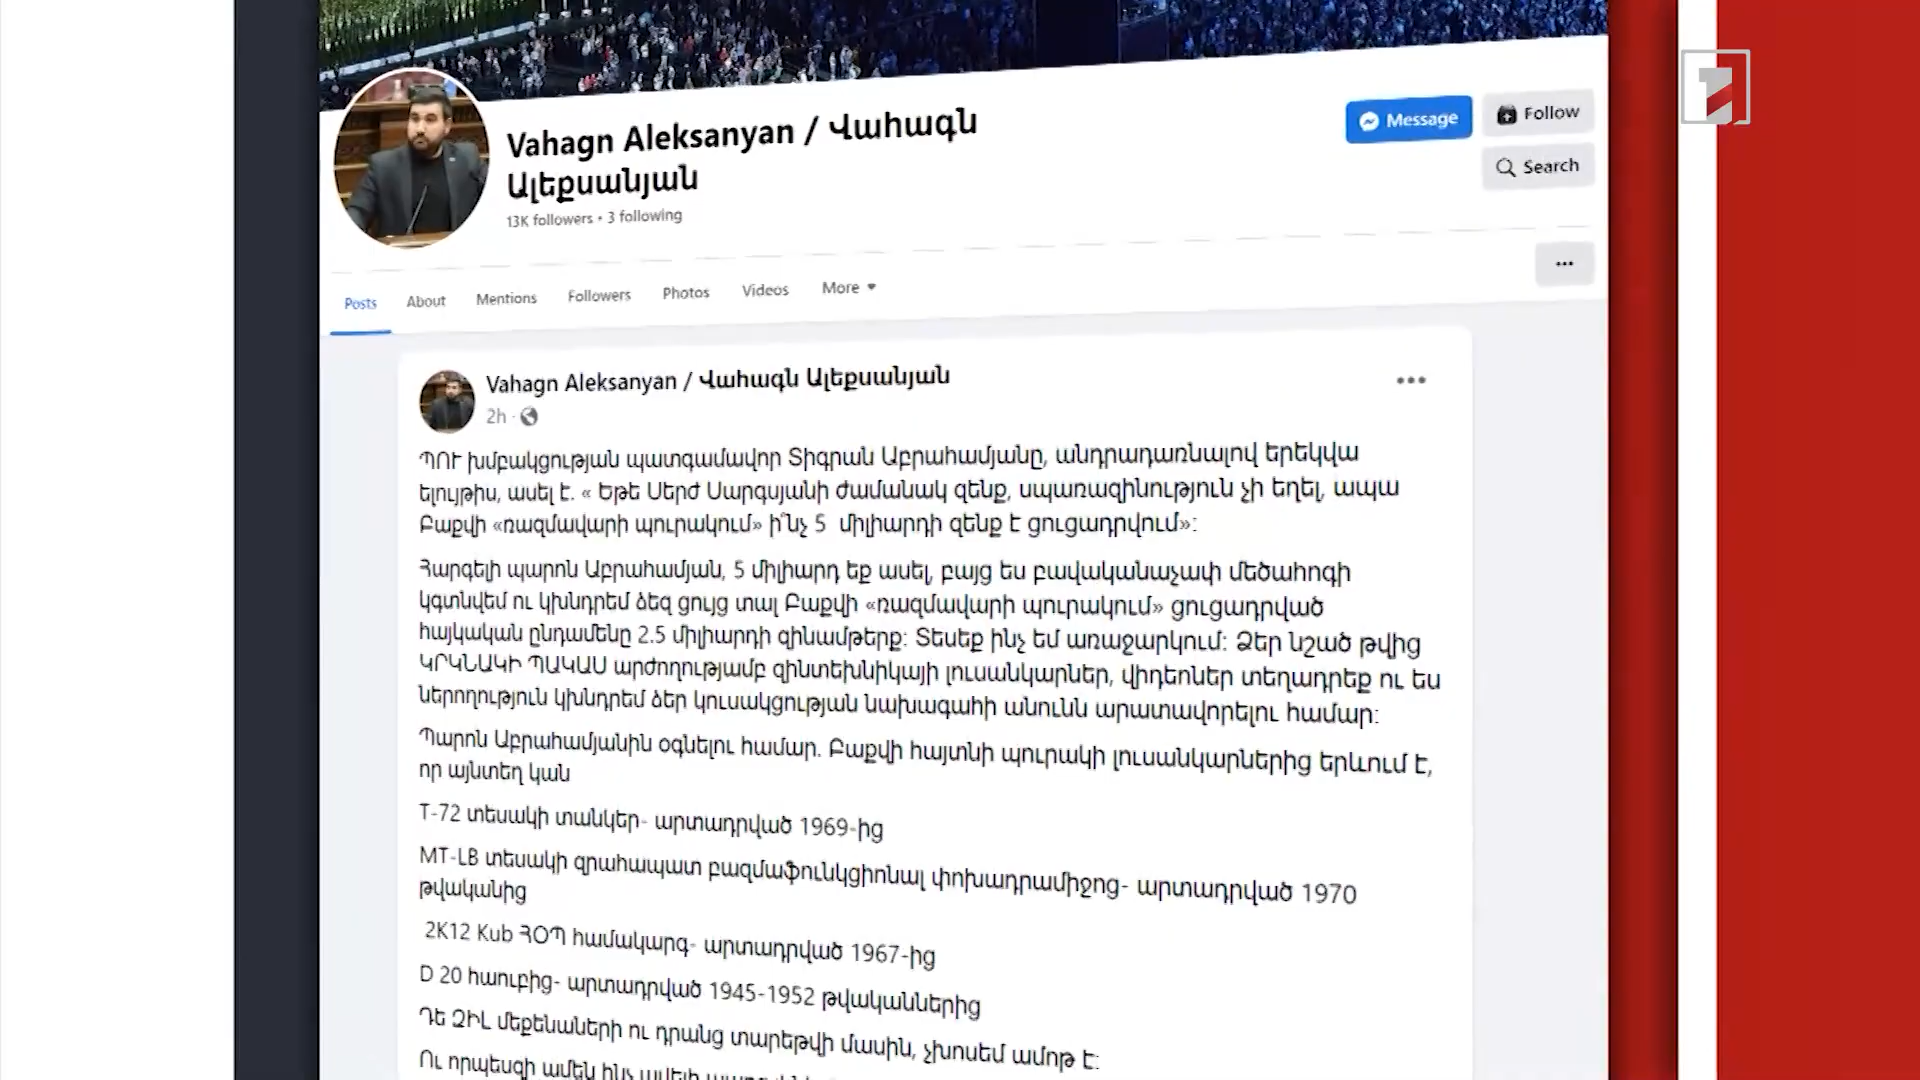 Vahagn Aleksanyan / Վահագն
Ալեքսանյան
13K followers • 3 following
Message
Follow
Search
Posts
About
Mentions
Followers
Photos
Videos
More
Vahagn Aleksanyan / Վահագն Ալեքսանյան
2h ·
ՊՈՒ խմբակցության պատգամավոր Տիգրան Աբրահամյանը, անդրադառնալով երեկվա
ելույթիս, ասել է. « Եթե Սերժ Սարգսյանի ժամանակ զենք, սպառազինություն չի եղել, ապա
Բաքվի «ռազմավարի պուրակում» ի՞նչ 5 միլիարդի զենք է ցուցադրվում»:
Հարգելի պարոն Աբրահամյան, 5 միլիարդ եք ասել, բայց ես բավականաչափ մեծահոգի
կգտնվեմ ու կխնդրեմ ձեզ ցույց տալ Բաքվի «ռազմավարի պուրակում» ցուցադրված
հայկական ընդամենը 2.5 միլիարդի զինամթերք: Տեսեք ինչ եմ առաջարկում: Ձեր նշած թվից
ԿՐԿՆԱԿԻ ՊԱԿԱՍ արժողությամբ զինտեխնիկայի լուսանկարներ, վիդեոներ տեղադրեք ու ես
ներողություն կխնդրեմ ձեր կուսակցության նախագահի անունն արատավորելու համար:
Պարոն Աբրահամյանին օգնելու համար. Բաքվի հայտնի պուրակի լուսանկարներից երևում է,
որ այնտեղ կան
T-72 տեսակի տանկեր- արտադրված 1969-ից
MT-LB տեսակի զրահապատ բազմաֆունկցիոնալ փոխադրամիջոց- արտադրված 1970
թվականից
2K12 Kub ՀՕՊ համակարգ- արտադրված 1967-ից
D 20 հաուբից- արտադրված 1945-1952 թվականներից
Դե ԶԻԼ մեքենաների ու դրանց տարեթվի մասին, չխոսեմ ամոթ է:
Ու որպեսզի ամեն ինչ ավելի